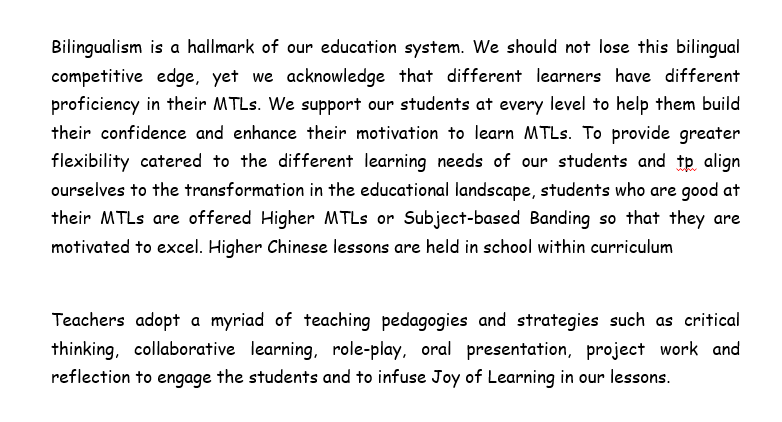 Bilingualism is a hallmark of our education system. We should not lose this bilingual
competitive edge, yet we acknowledge that different learners have different
proficiency in their MTLs. We support our students at every level to help them build
their confidence and enhance their motivation to learn MTLs. To provide greater
flexibility catered to the different learning needs of our students and tp align
ourselves to the transformation in the educational landscape, students who are good at
their MTLs are offered Higher MTLs or Subject-based Banding so that they are
motivated to excel. Higher Chinese lessons are held in school within curriculum
Teachers adopt a myriad of teaching pedagogies and strategies such as critical
thinking, collaborative learning, role-play, oral presentation, project work and
reflection to engage the students and to infuse Joy of Learning in our lessons.